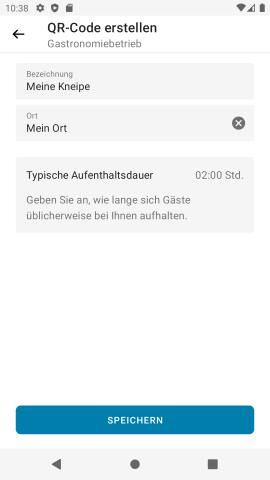 10:38
QR-Code erstellen
Gastronomiebetrieb
Bezeichnung
Meine Kneipe
Ort
Mein Ort
Typische Aufenthaltsdauer 02:00 Std.
Geben Sie an, wie lange sich Gäste
üblicherweise bei Ihnen aufhalten.
SPEICHERN